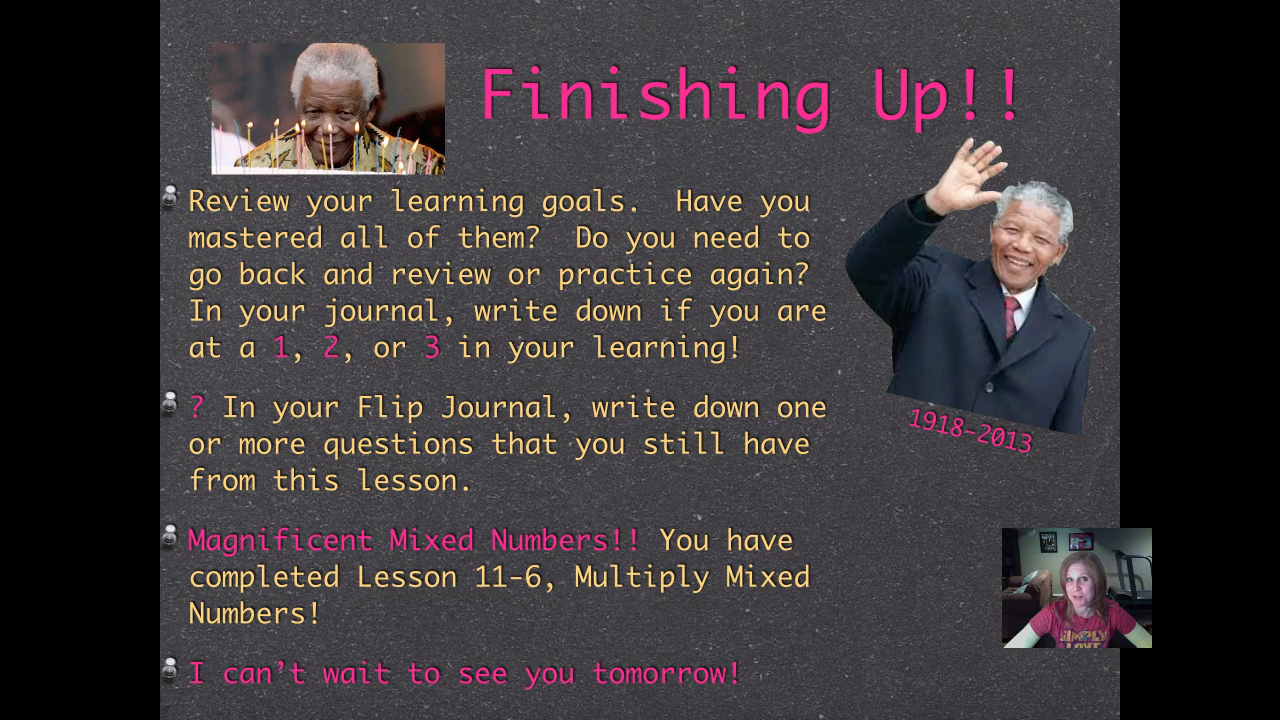 Finishing Up!!
Review your learning goals.  Have you
mastered all of them?  Do you need to
go back and review or practice again?
In your journal, write down if you are
at a 1, 2, or 3 in your learning!
1918-2013
? In your Flip Journal, write down one
or more questions that you still have
from this lesson.
Magnificent Mixed Numbers!! You have
completed Lesson 11-6, Multiply Mixed
Numbers!
I can’t wait to see you tomorrow!
SIMPLY
LOVE